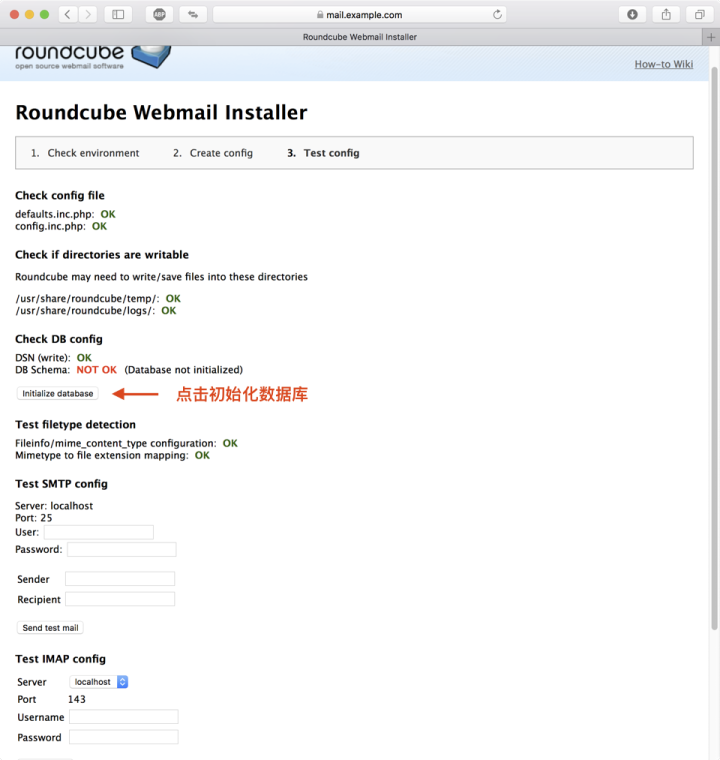 mail.example.com
Roundcube Webmail Installer
roundcube
open source webmail software
How-to Wiki
Roundcube Webmail Installer
1. Check environment 2. Create config 3. Test config
Check config file
defaults.inc.php: OK
config.inc.php: OK
Check if directories are writable
Roundcube may need to write/save files into these directories
/usr/share/roundcube/temp/: OK
/usr/share/roundcube/logs/: OK
Check DB config
DSN (write): OK
DB Schema: NOT OK (Database not initialized)
Initialize database 点击初始化数据库
Test filetype detection
Fileinfo/mime_content_type configuration: OK
Mimetype to file extension mapping: OK
Test SMTP config
Server: localhost
Port: 25
User:
Password:
Sender
Recipient
Send test mail
Test IMAP config
Server localhost
Port 143
Username
Password